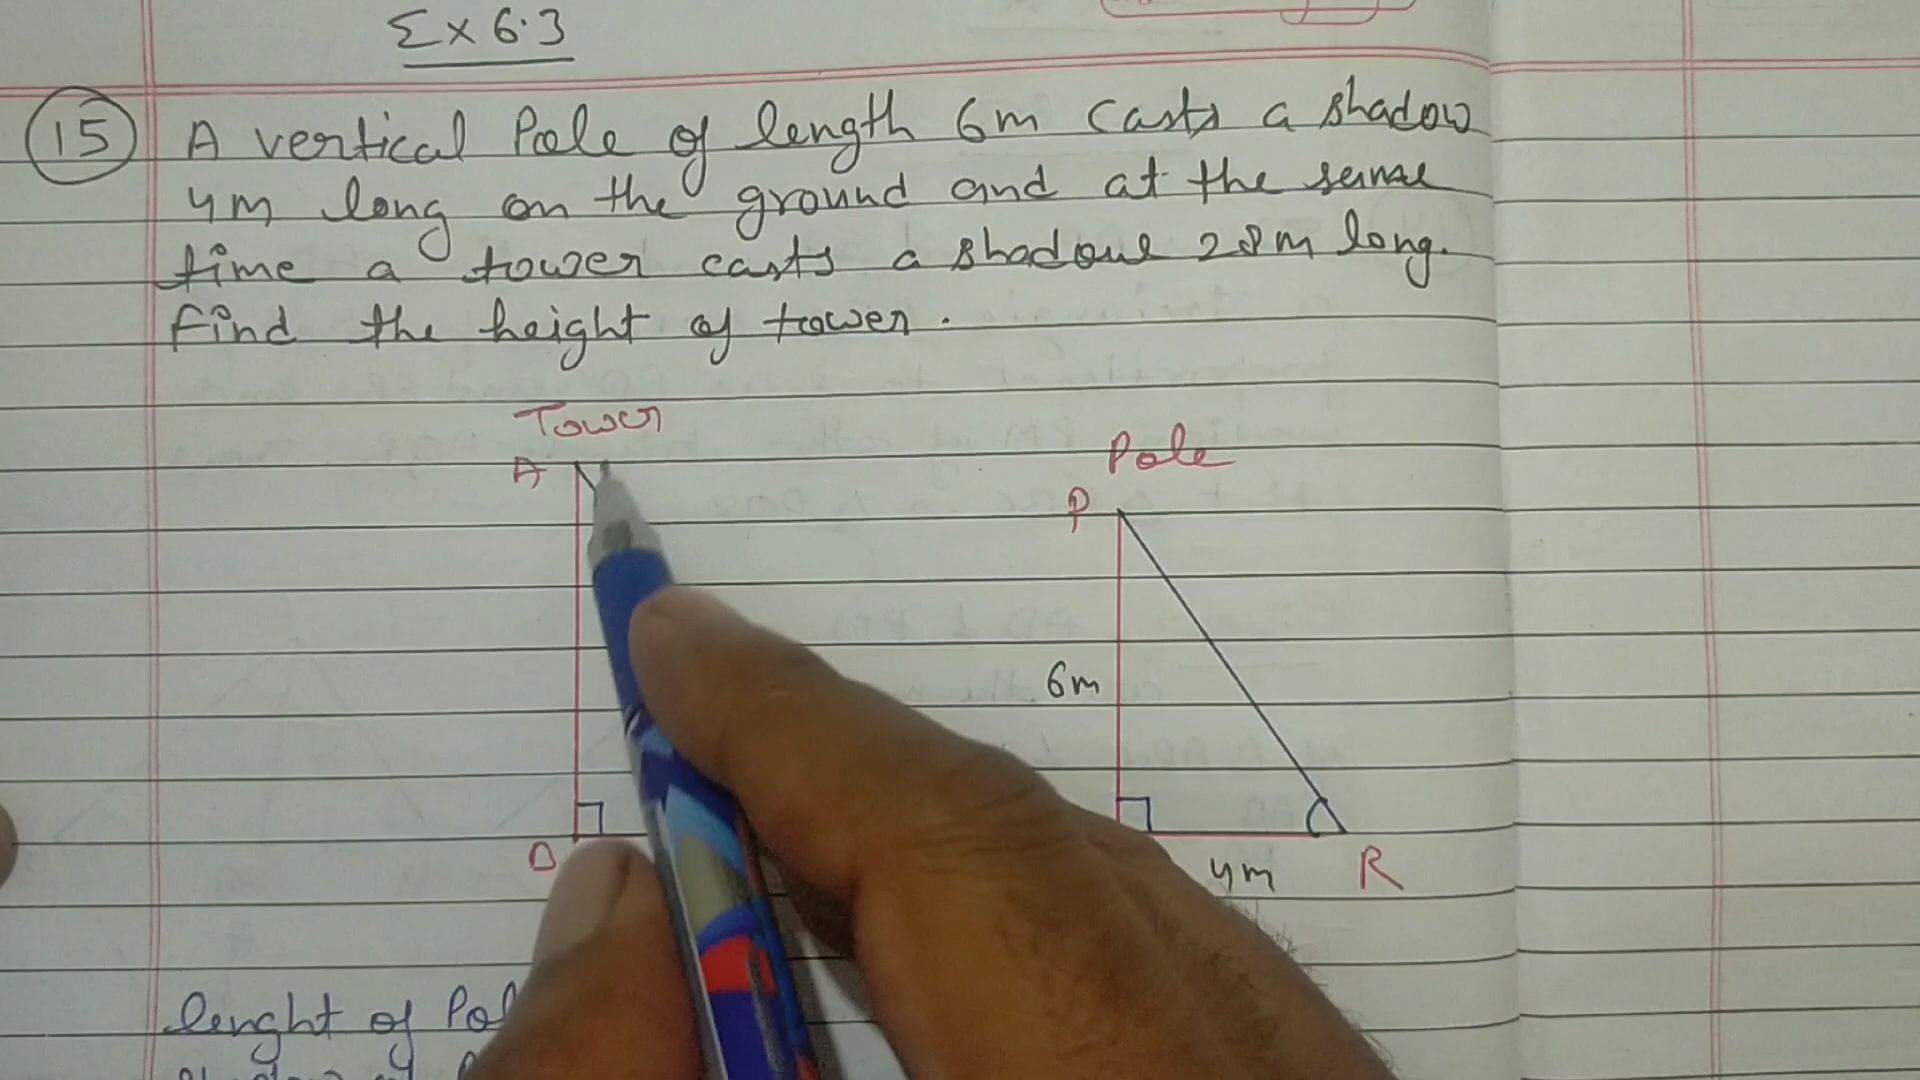 Ex 6.3
15 A vertical Pole of length 6m casts a shadow
4m long on the ground and at the same
time a tower casts a shadow 28m long.
find the height of tower.
Tower
Pole
A
P
6m
B
4m
R
lenght of Pol